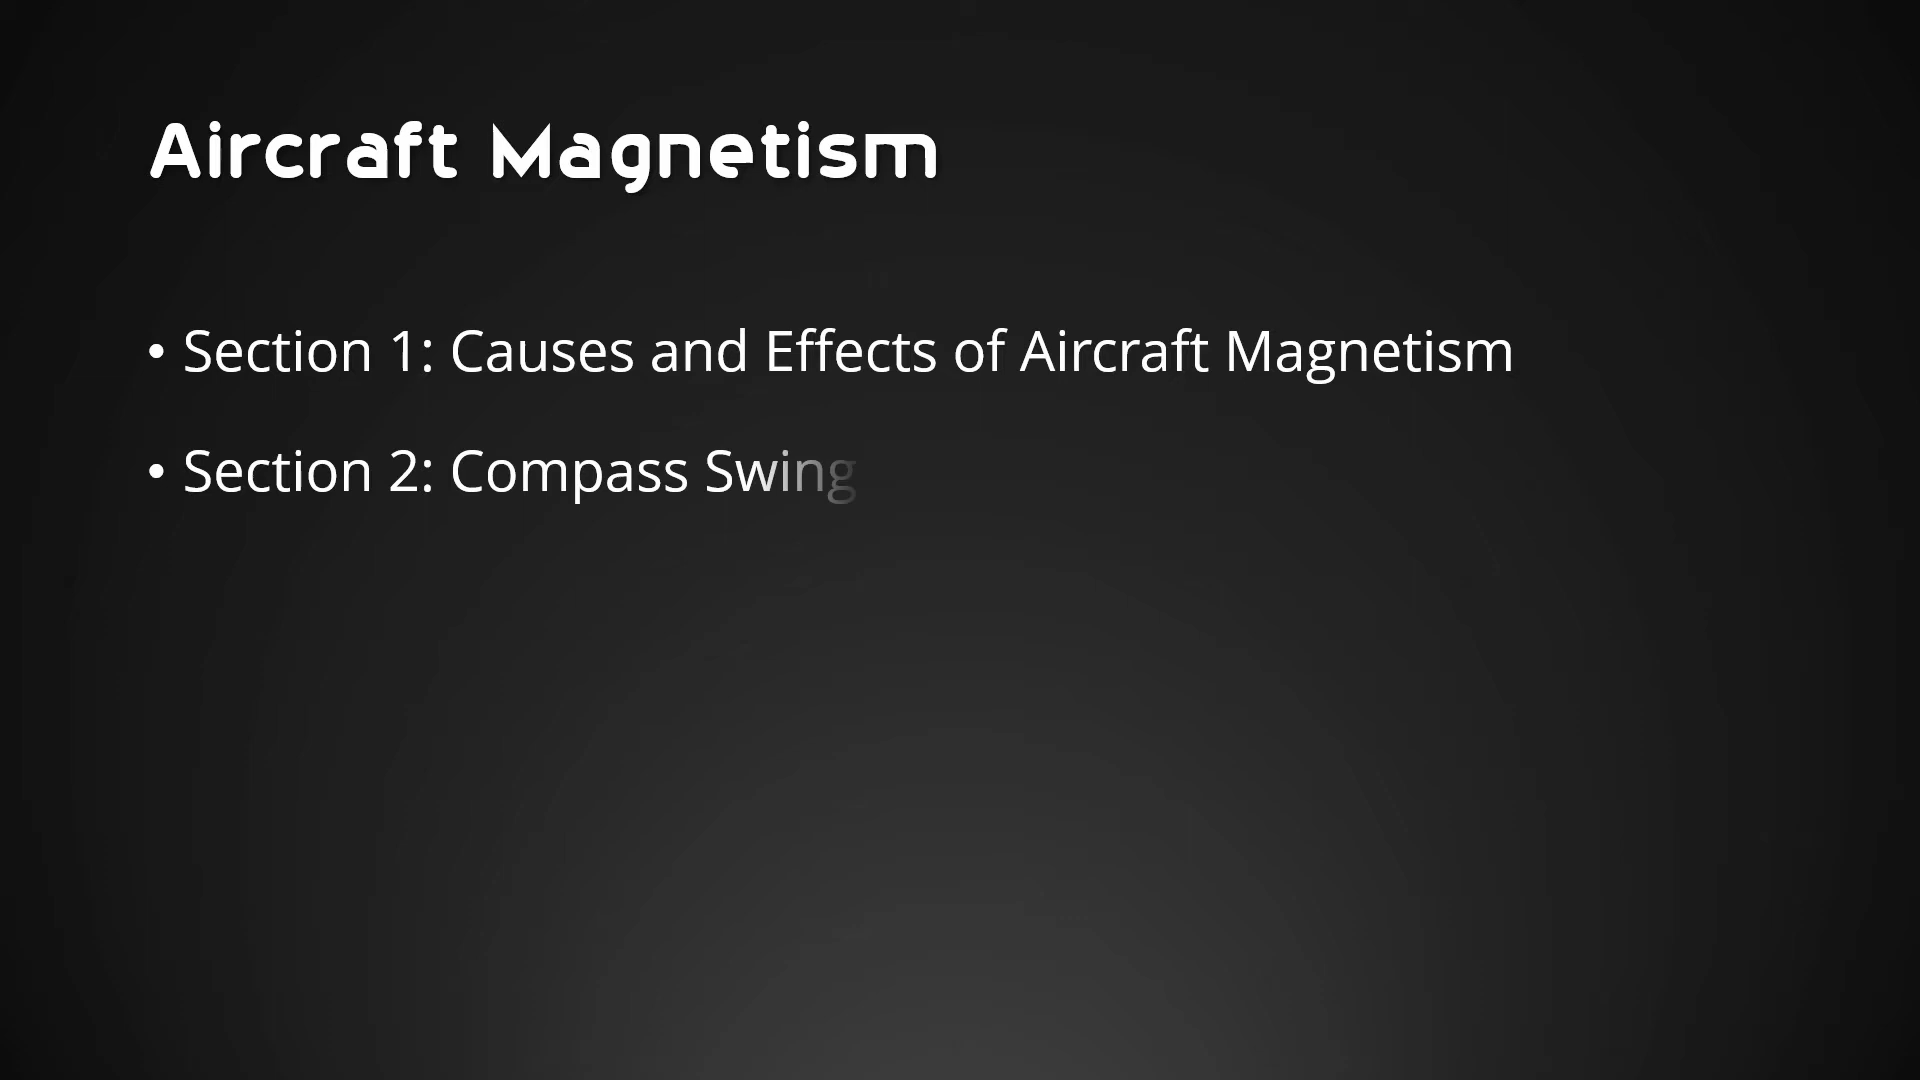 Aircraft Magnetism
• Section 1: Causes and Effects of Aircraft Magnetism
• Section 2: Compass Swing